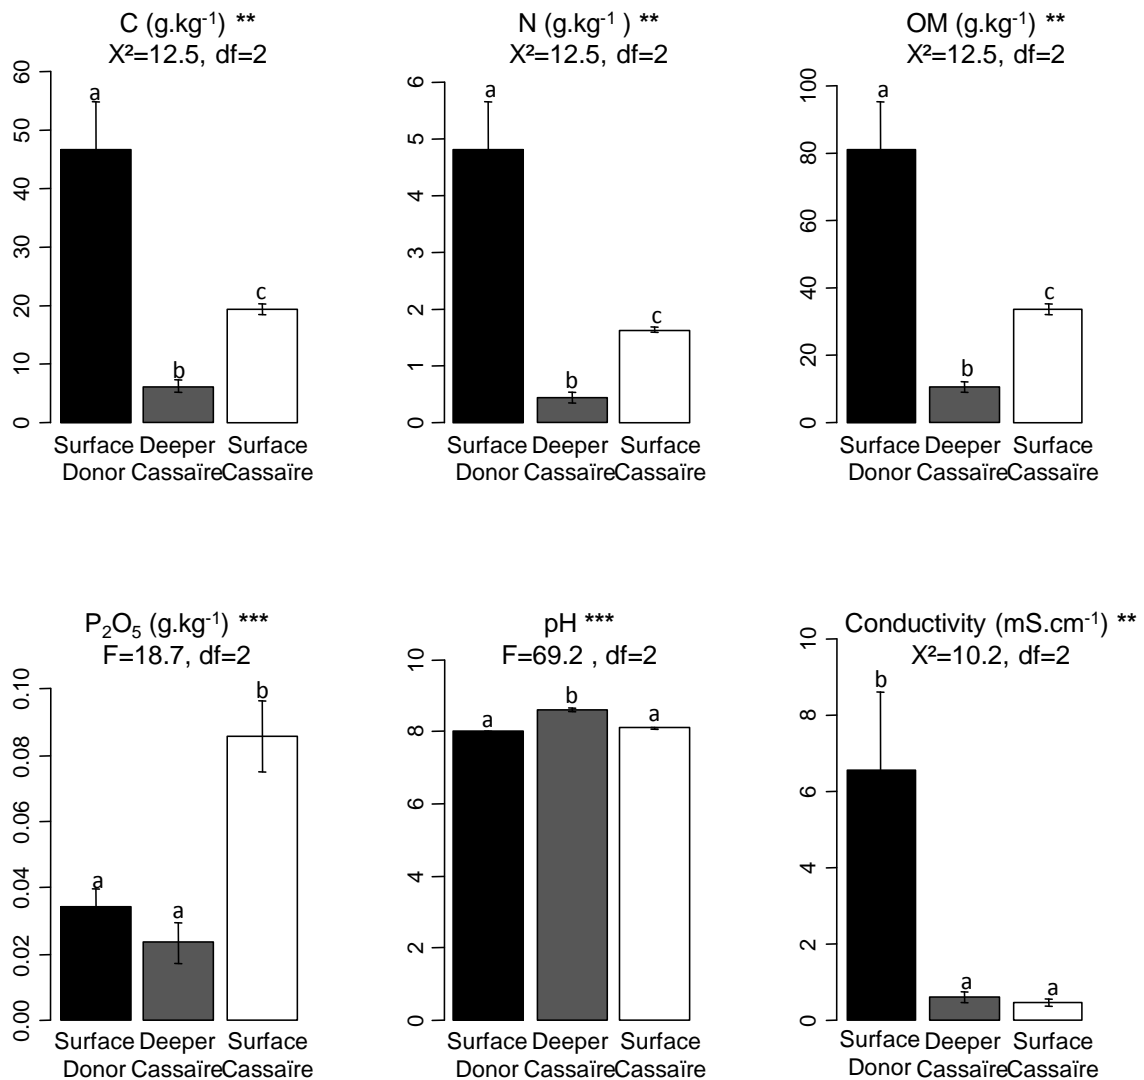 C (g.kg⁻¹) **
X²=12.5, df=2
60
50
40
30
20
10
0
a
b
c
Surface Deeper Surface
Donor Cassaïre Cassaïre
N (g.kg⁻¹ ) **
X²=12.5, df=2
6
5
4
3
2
1
0
a
b
c
Surface Deeper Surface
Donor Cassaïre Cassaïre
OM (g.kg⁻¹) **
X²=12.5, df=2
100
80
60
40
20
0
a
b
c
Surface Deeper Surface
Donor Cassaïre Cassaïre
P₂O₅ (g.kg⁻¹) ***
F=18.7, df=2
0.10
0.08
0.06
0.04
0.02
0.00
a
a
b
Surface Deeper Surface
Donor Cassaïre Cassaïre
pH ***
F=69.2 , df=2
10
8
6
4
2
0
a
b
a
Surface Deeper Surface
Donor Cassaïre Cassaïre
Conductivity (mS.cm⁻¹) **
X²=10.2, df=2
10
8
6
4
2
0
b
a
a
Surface Deeper Surface
Donor Cassaïre Cassaïre